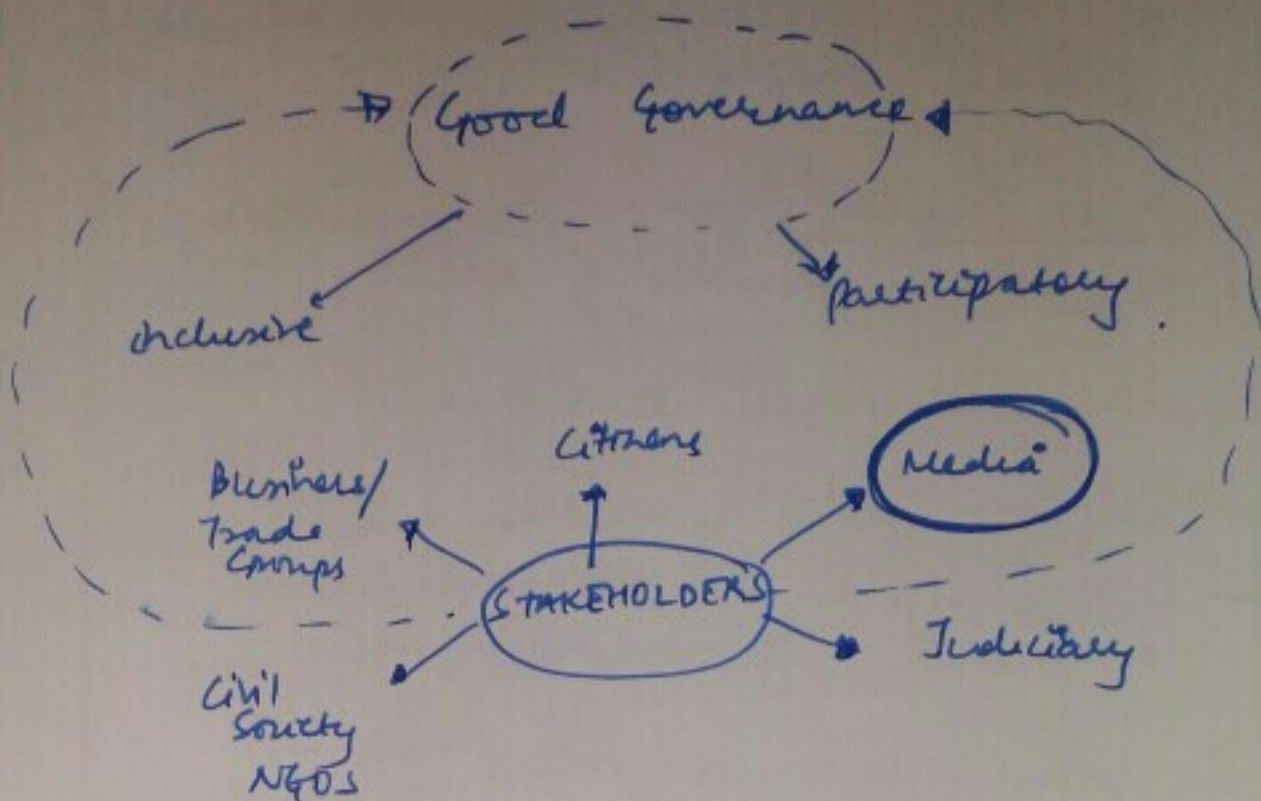 Good Governance
inclusive
participatory.
Citizens
Media
Business/
Trade
Groups
STAKEHOLDERS
Judiciary
Civil
Society
NGOs